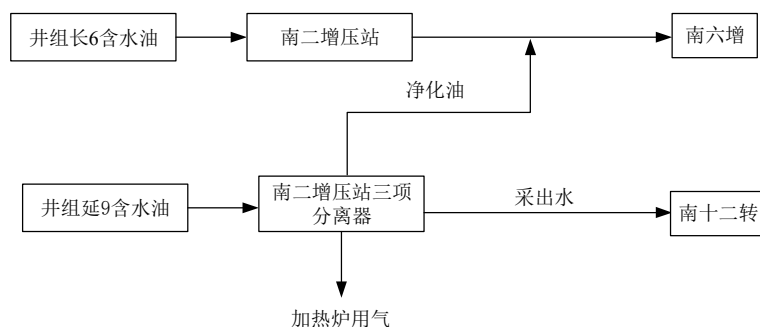 井组长6含水油
南二增压站
南六增
净化油
井组延9含水油
南二增压站三项
分离器
采出水
南十二转
加热炉用气